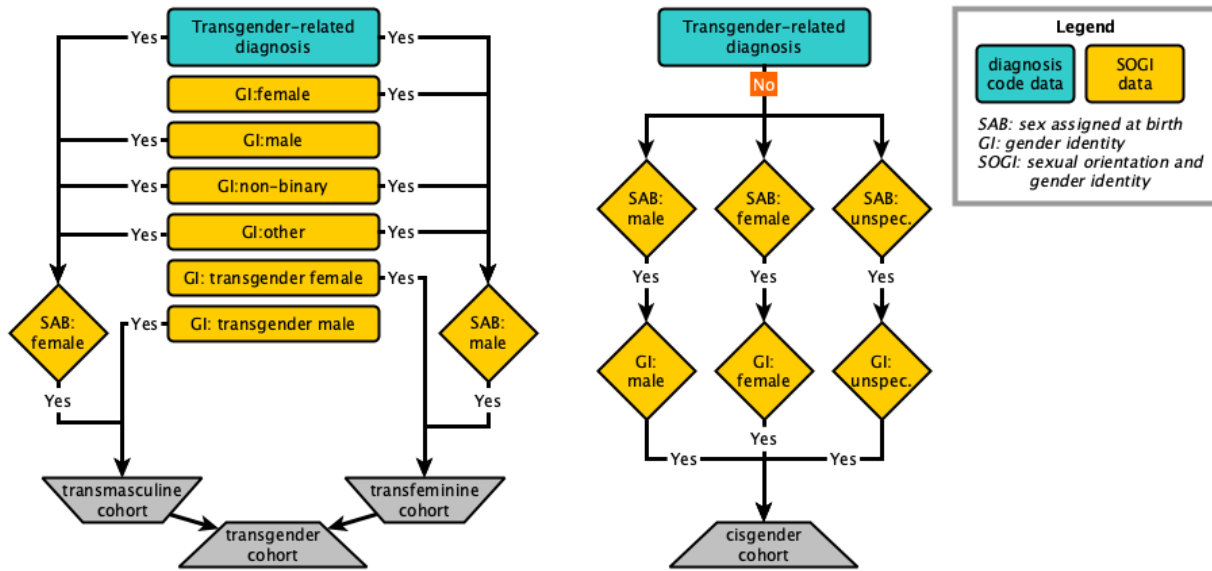 Yes
Transgender-related
diagnosis
Yes
GI:female
Yes
Yes
GI:male
Yes
GI:non-binary
Yes
Yes
GI:other
Yes
GI: transgender female
Yes
Yes
GI: transgender male
SAB:
female
SAB:
male
Yes
Yes
transmasculine
cohort
transfeminine
cohort
transgender
cohort
Transgender-related
diagnosis
No
SAB:
male
SAB:
female
SAB:
unspec.
Yes
Yes
Yes
GI:
male
GI:
female
GI:
unspec.
Yes
Yes
Yes
cisgender
cohort
Legend
diagnosis
code data
SOGI
data
SAB: sex assigned at birth
GI: gender identity
SOGI: sexual orientation and
gender identity